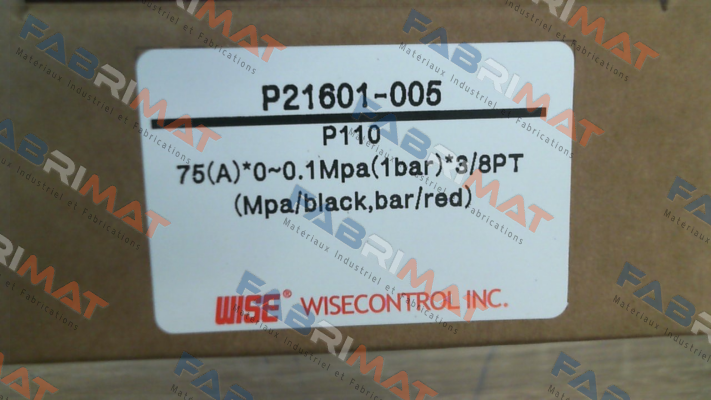 P21601-005
P110
75(A)*0~0.1Mpa(1bar)*3/8PT
(Mpa/black,bar/red)
WISE® WISECONTROL INC.
FABRIMAT
Materiaux Industriel et Fabrications